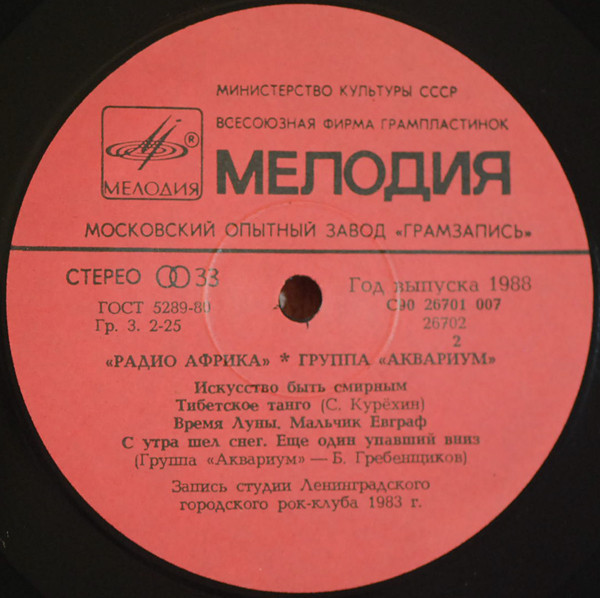 МИНИСТЕРСТВО КУЛЬТУРЫ СССР
ВСЕСОЮЗНАЯ ФИРМА ГРАМПЛАСТИНОК
® МЕЛОДИЯ
МЕЛОДИЯ
МОСКОВСКИЙ ОПЫТНЫЙ ЗАВОД «ГРАМЗАПИСЬ»
СТЕРЕО 33
Год выпуска 1988
ГОСТ 5289-80
С90 26701 007
Гр. 3. 2-25
26702
2
«РАДИО АФРИКА» * ГРУППА «АКВАРИУМ»
Искусство быть смирным
Тибетское танго (С. Курёхин)
Время Луны. Мальчик Евграф
С утра шел снег. Еще один упавший вниз
(Группа «Аквариум» — Б. Гребенщиков)
Запись студии Ленинградского
городского рок-клуба 1983 г.